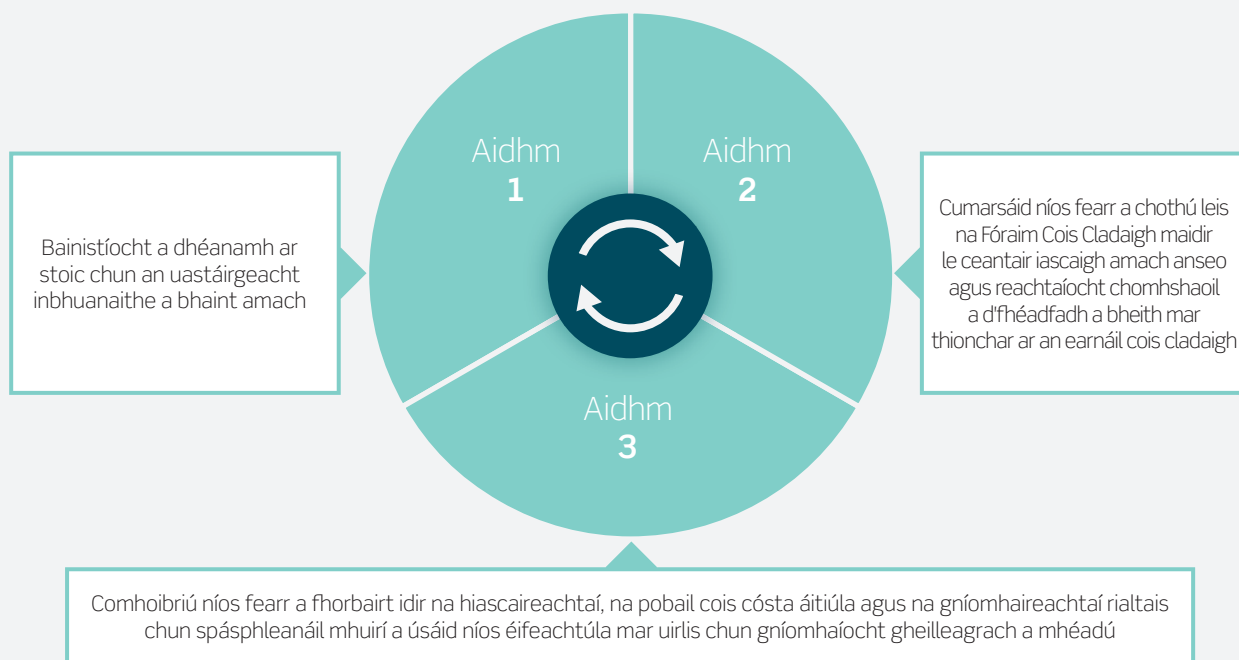 Aidhm
1
Aidhm
2
Aidhm
3
Bainistíocht a dhéanamh ar
stoic chun an uastáirgeacht
inbhuanaithe a bhaint amach
Cumarsáid níos fearr a chothú leis
na Fóraim Cois Cladaigh maidir
le ceantair iascaigh amach anseo
agus reachtaíocht chomhshaoil
a d'fhéadfadh a bheith mar
thionchar ar an earnáil cois cladaigh
Comhoibriú níos fearr a fhorbairt idir na hiascaireachtaí, na pobail cois cósta áitiúla agus na gníomhaireachtaí rialtais
chun spásphleanáil mhuirí a úsáid níos éifeachtúla mar uirlis chun gníomhaíocht gheilleagrach a mhéadú